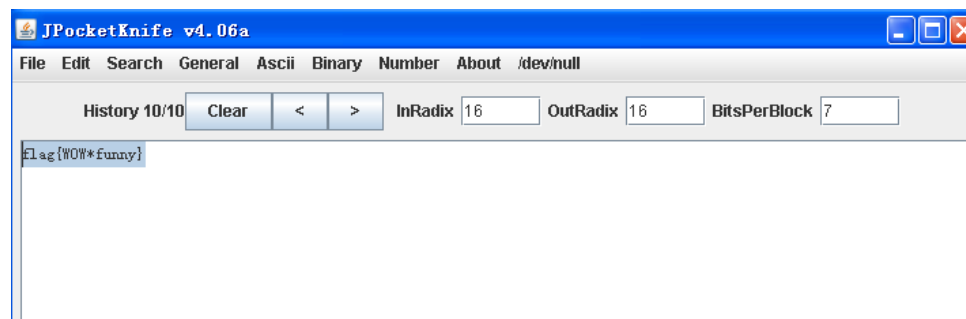 JPocketKnife v4.06a
File Edit Search General Ascii Binary Number About /dev/null
History 10/10 Clear < > InRadix 16 OutRadix 16 BitsPerBlock 7
flag{WOW*funny}